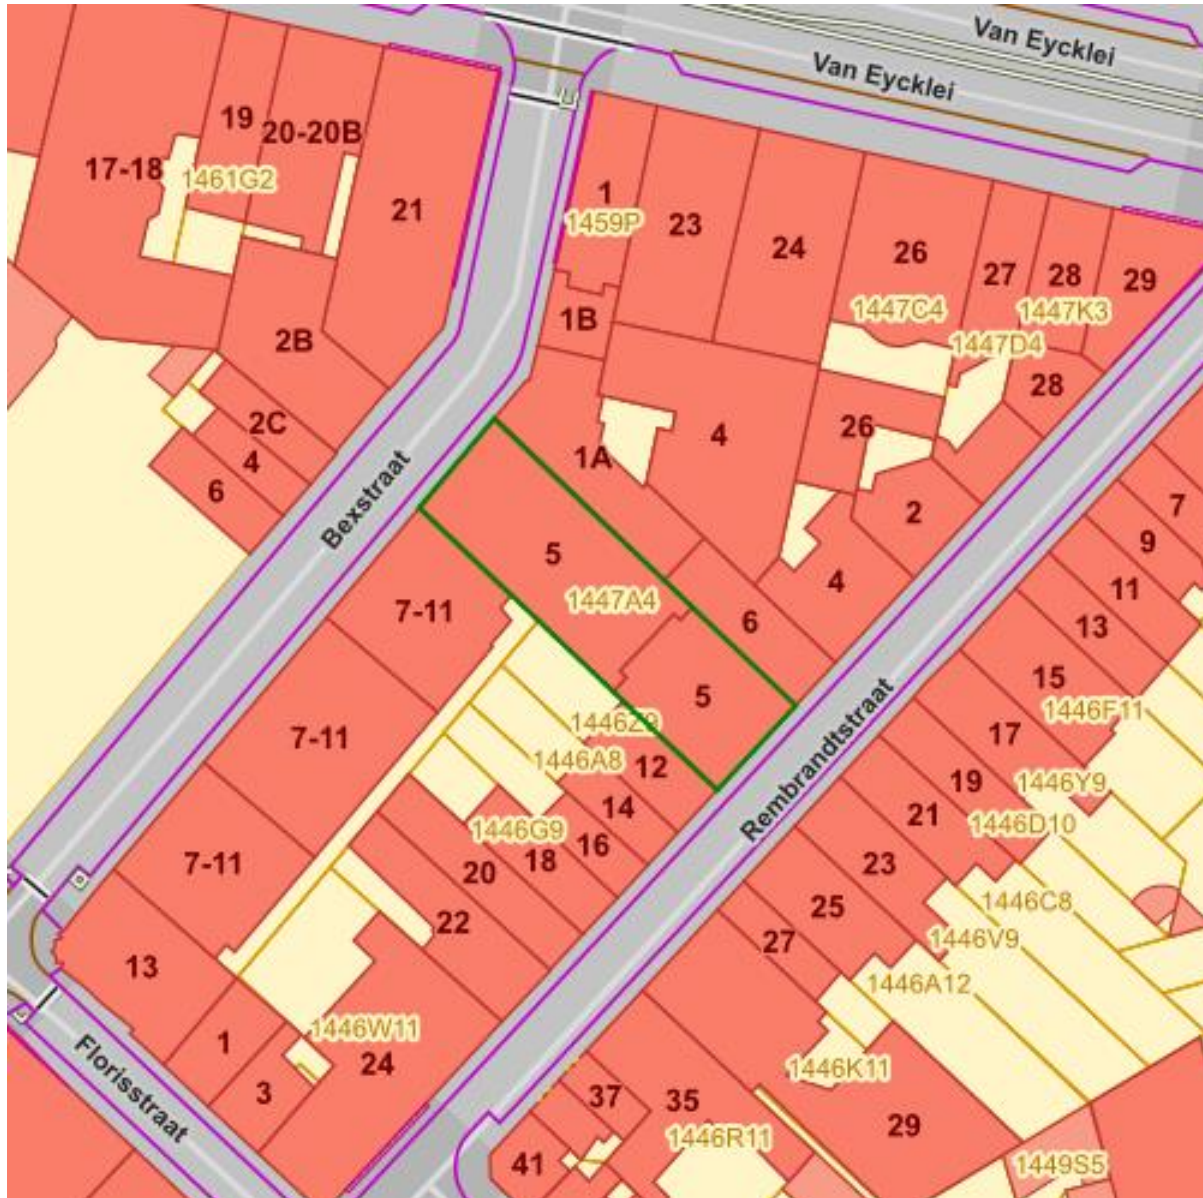 Van Eycklei
Van Eycklei
19
20-20B
17-18
1461G2
21
1
1459P
23
24
26
27
28
29
1447C4
1447K3
1B
2B
1447D4
28
2C
4
26
4
1A
6
Bexstraat
2
7
9
5
1447A4
4
11
7-11
6
13
15
5
1446F11
1446Z9
7-11
1446A8
12
17
Rembrandtstraat
19
1446Y9
14
21
1446D10
1446G9
16
18
20
23
7-11
1446C8
25
22
27
1446V9
13
1446A12
1446W11
1
24
1446K11
3
Florisstraat
37
35
29
1446R11
41
1449S5